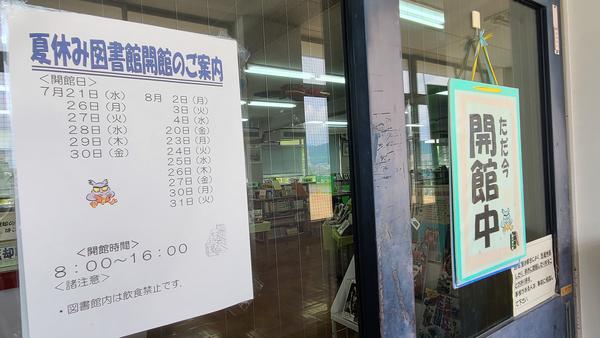 夏休み図書館開館のご案内
＜開館日＞
7月21日（水）
26日（月）
27日（火）
28日（水）
29日（木）
30日（金）
8月 2日（月）
3日（火）
4日（水）
20日（金）
23日（月）
24日（火）
25日（水）
26日（木）
27日（金）
30日（月）
31日（火）
＜開館時間＞
8：00～16：00
＜諸注意＞
・図書館内は飲食禁止です．
ただ今
開館中